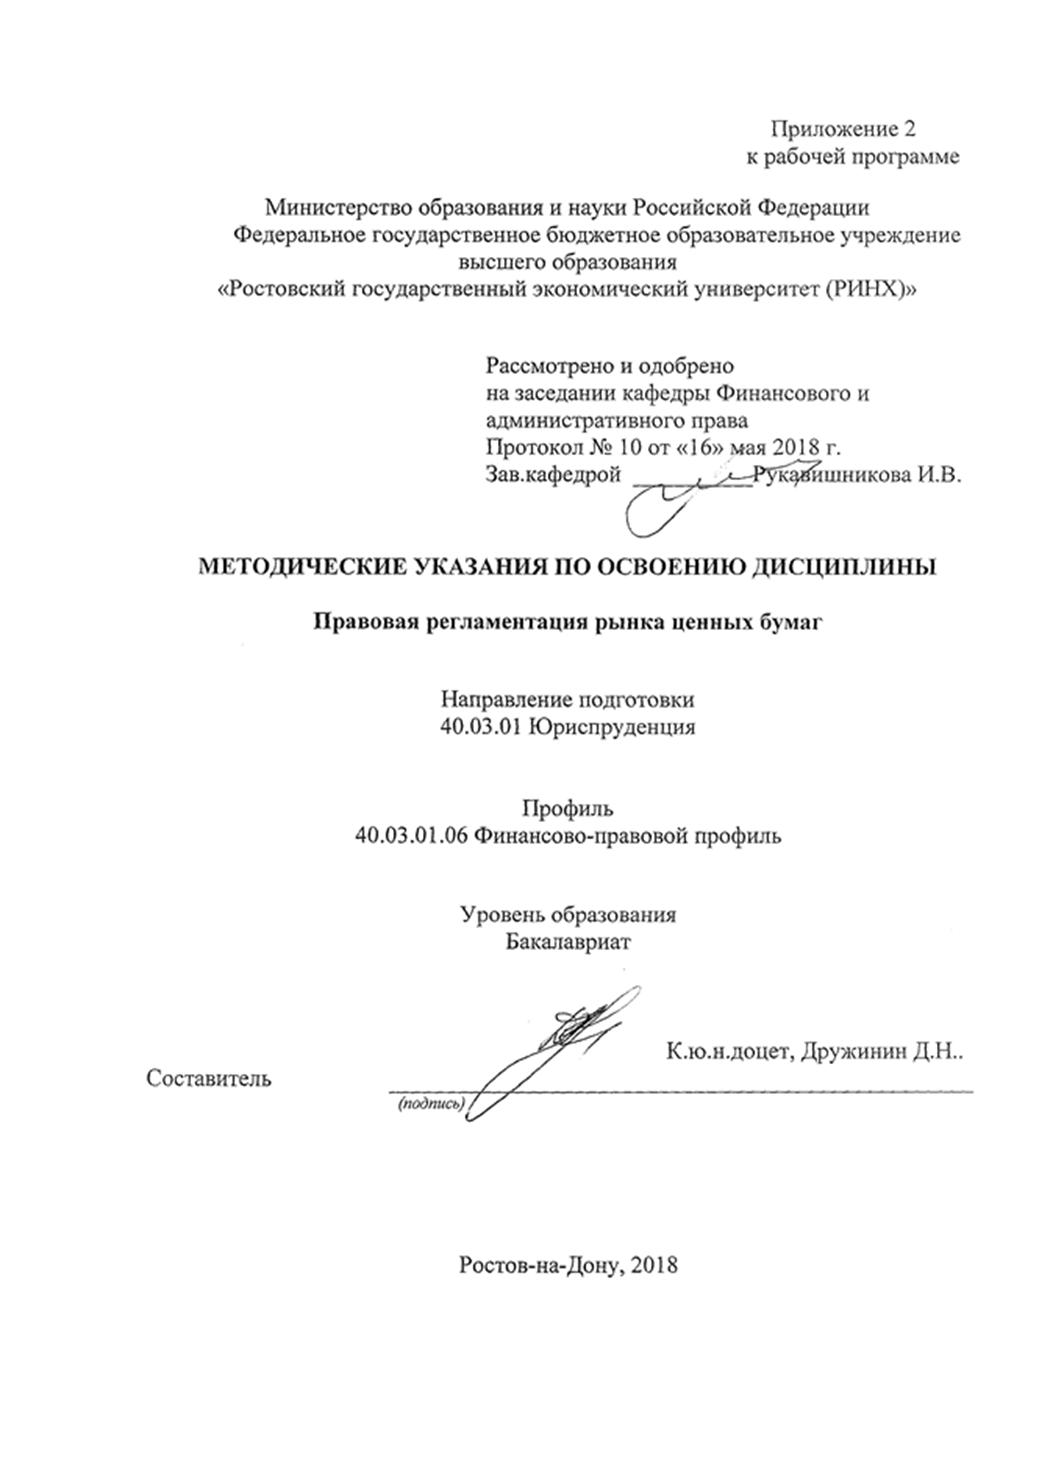 Приложение 2
к рабочей программе
Министерство образования и науки Российской Федерации
Федеральное государственное бюджетное образовательное учреждение
высшего образования
«Ростовский государственный экономический университет (РИНХ)»
Рассмотрено и одобрено
на заседании кафедры Финансового и
административного права
Протокол № 10 от «16» мая 2018 г.
Зав.кафедрой __________Рукавишникова И.В.
МЕТОДИЧЕСКИЕ УКАЗАНИЯ ПО ОСВОЕНИЮ ДИСЦИПЛИНЫ
Правовая регламентация рынка ценных бумаг
Направление подготовки
40.03.01 Юриспруденция
Профиль
40.03.01.06 Финансово-правовой профиль
Уровень образования
Бакалавриат
К.ю.н.доцет, Дружинин Д.Н..
Составитель
(подпись)
Ростов-на-Дону, 2018